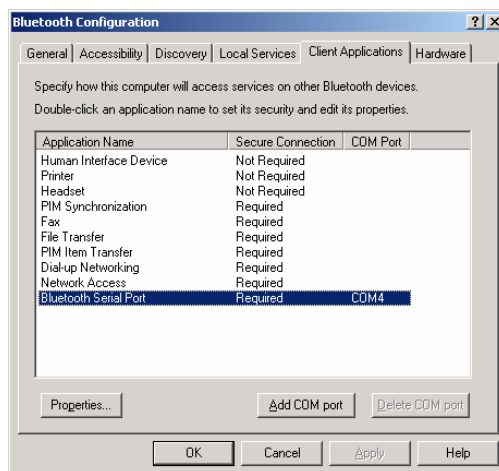 Bluetooth Configuration
General Accessibility Discovery Local Services Client Applications Hardware
Specify how this computer will access services on other Bluetooth devices.
Double-click an application name to set its security and edit its properties.
Application Name Secure Connection COM Port
Human Interface Device Not Required
Printer Not Required
Headset Not Required
PIM Synchronization Required
Fax Required
File Transfer Required
PIM Item Transfer Required
Dial-up Networking Required
Network Access Required
Bluetooth Serial Port Required COM4
Properties... Add COM port Delete COM port
OK Cancel Apply Help